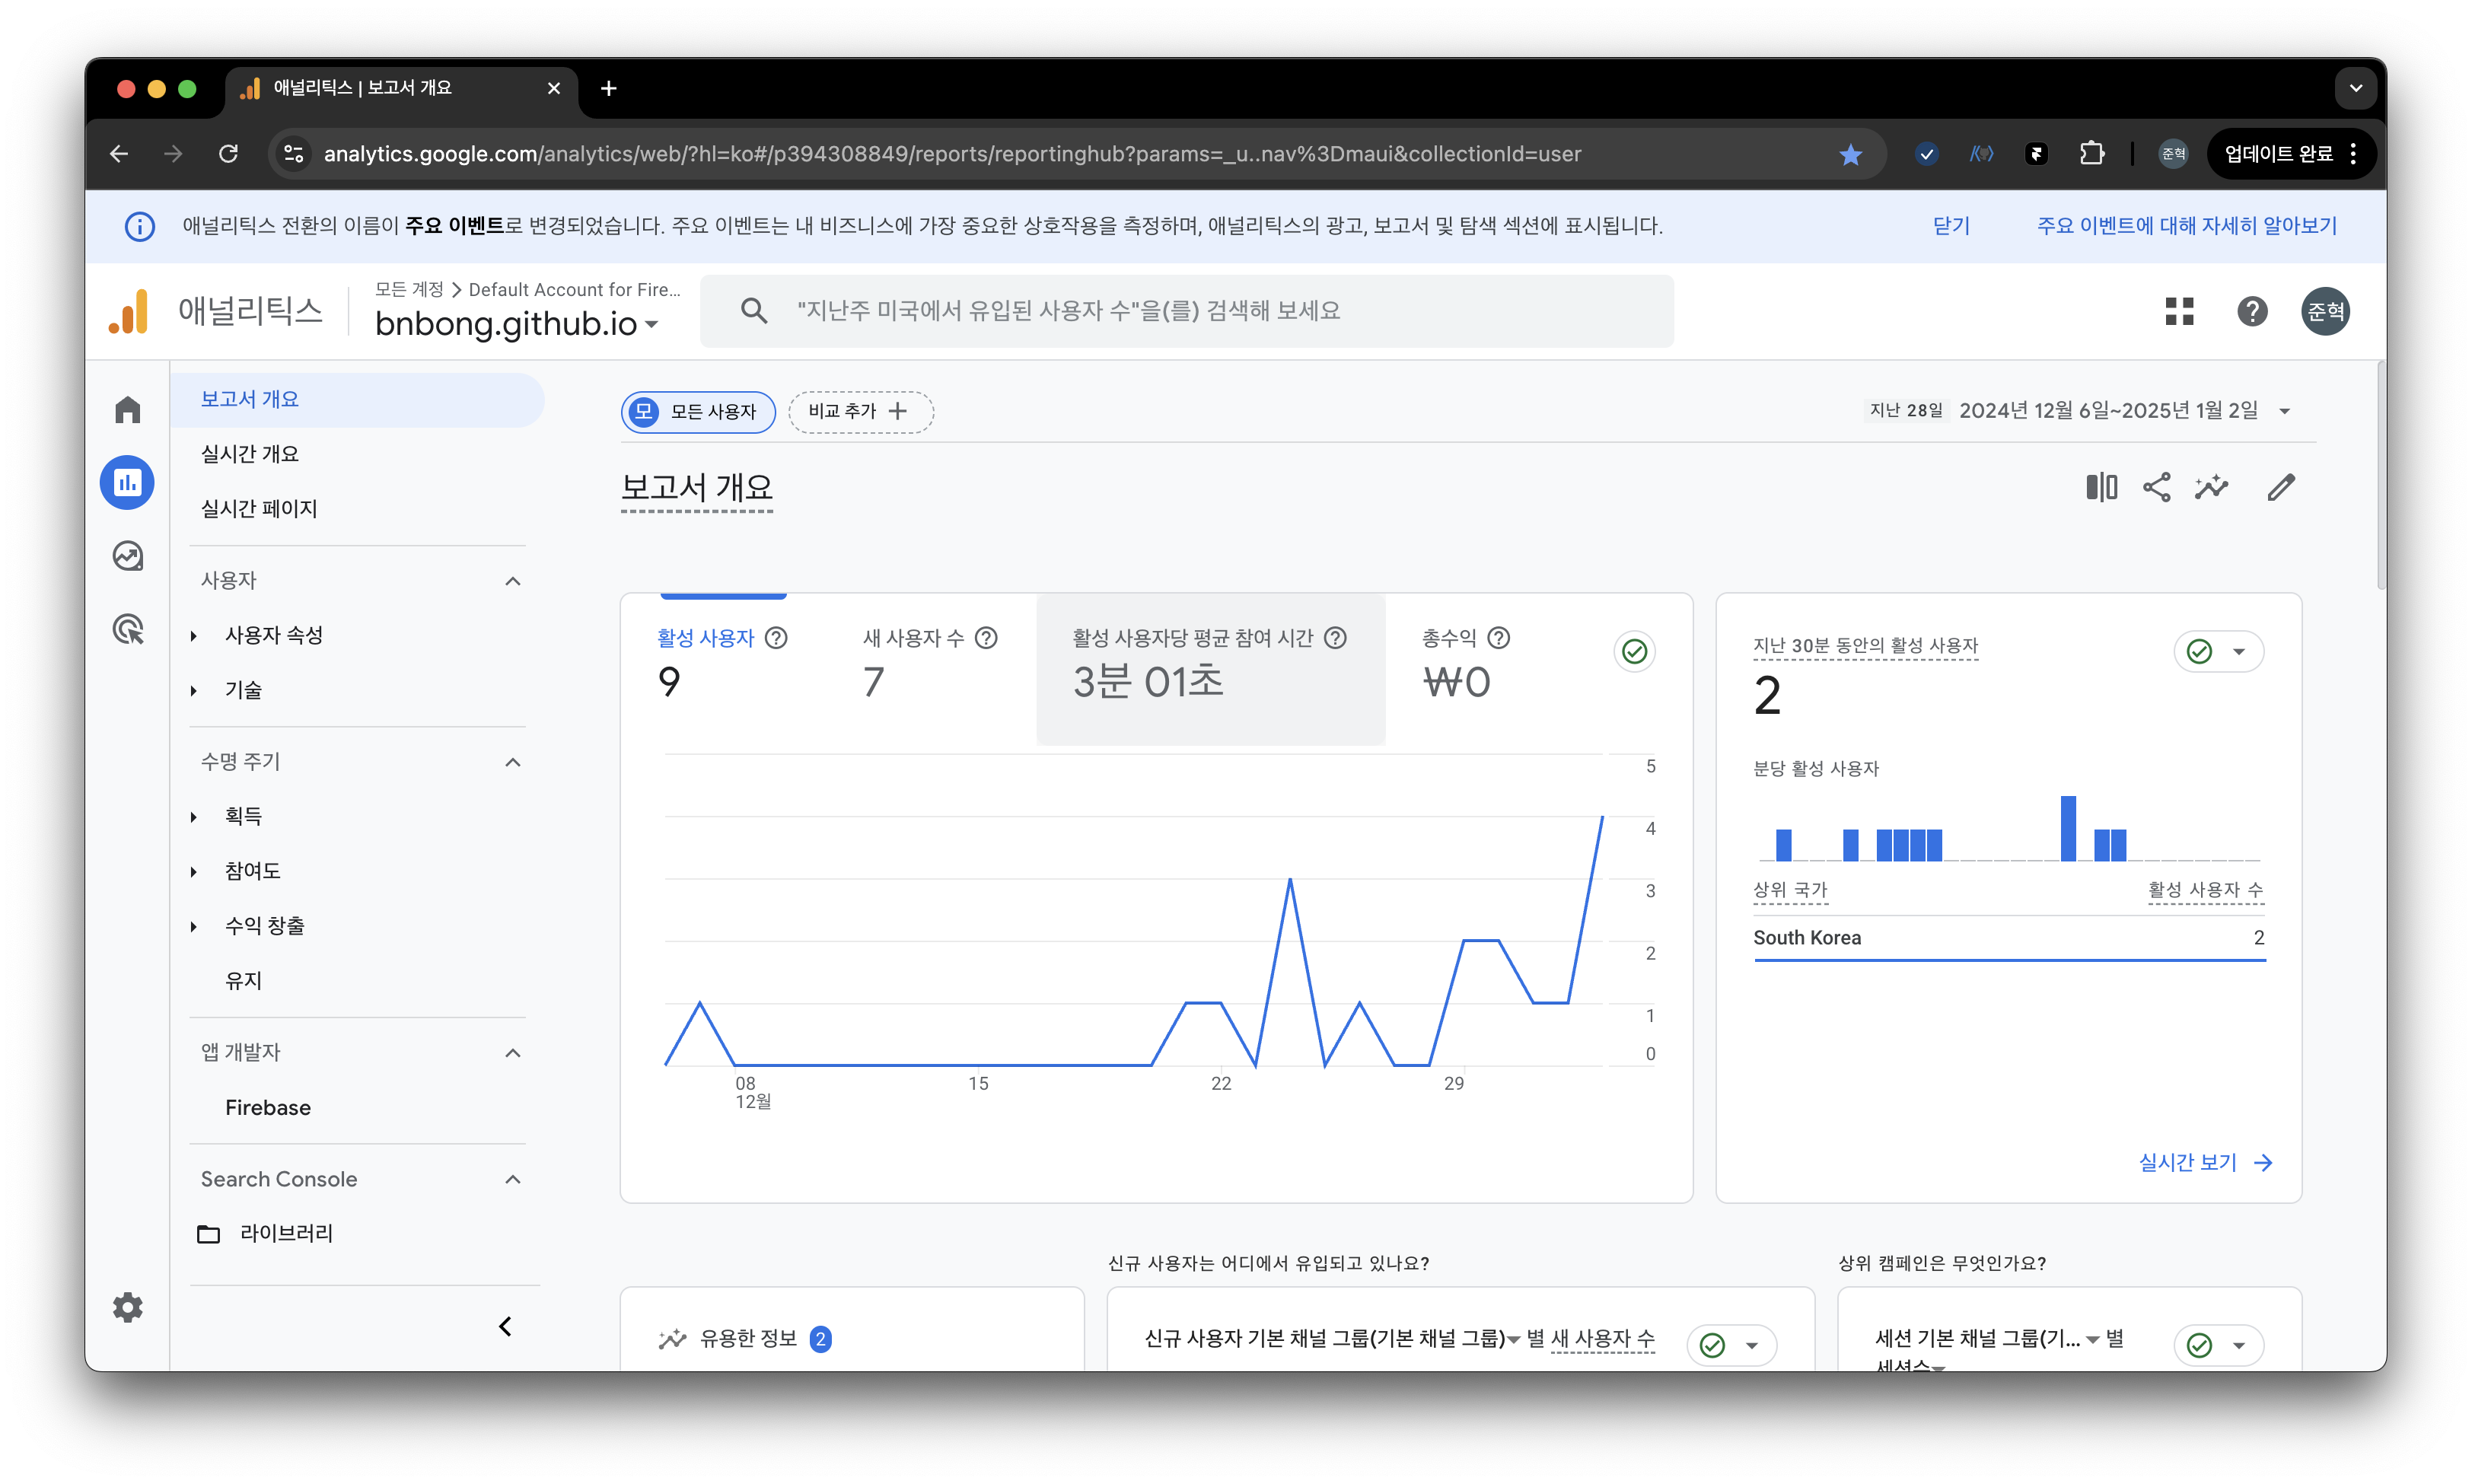 애널리틱스 | 보고서 개요
analytics.google.com/analytics/web/?hl=ko#/p394308849/reports/reportinghub?params=_u..nav%3Dmaui&collectionId=user
준혁
업데이트 완료
애널리틱스 전환의 이름이 주요 이벤트로 변경되었습니다. 주요 이벤트는 내 비즈니스에 가장 중요한 상호작용을 측정하며, 애널리틱스의 광고, 보고서 및 탐색 섹션에 표시됩니다.
닫기
주요 이벤트에 대해 자세히 알아보기
애널리틱스
모든 계정 > Default Account for Fire...
bnbong.github.io
"지난주 미국에서 유입된 사용자 수"을(를) 검색해 보세요
준혁
보고서 개요
실시간 개요
실시간 페이지
사용자
사용자 속성
기술
수명 주기
획득
참여도
수익 창출
유지
앱 개발자
Firebase
Search Console
라이브러리
모 모든 사용자
비교 추가 +
지난 28일 2024년 12월 6일~2025년 1월 2일
보고서 개요
활성 사용자
9
새 사용자 수
7
활성 사용자당 평균 참여 시간
3분 01초
총수익
₩0
5
4
3
2
1
0
08
12월
15
22
29
지난 30분 동안의 활성 사용자
2
분당 활성 사용자
상위 국가 활성 사용자 수
South Korea 2
실시간 보기
유용한 정보 2
신규 사용자는 어디에서 유입되고 있나요?
신규 사용자 기본 채널 그룹(기본 채널 그룹) 별 새 사용자 수
상위 캠페인은 무엇인가요?
세션 기본 채널 그룹(기... 별
세션수